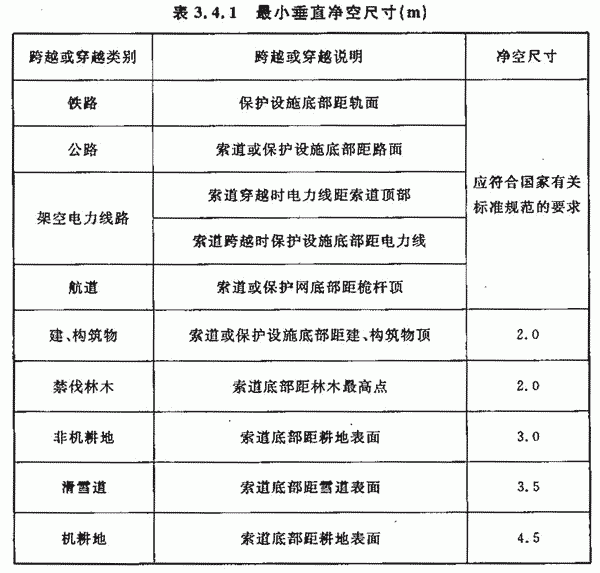 表 3.4.1 最小垂直净空尺寸(m)
跨越或穿越类别 跨越或穿越说明 净空尺寸
铁路 保护设施底部距轨面
公路 索道或保护设施底部距路面
架空电力线路 索道穿越时电力线距索道顶部
索道跨越时保护设施底部距电力线
应符合国家有关
标准规范的要求
航道 索道或保护网底部距桅杆顶
建、构筑物 索道或保护设施底部距建、构筑物顶 2.0
禁伐林木 索道底部距林木最高点 2.0
非机耕地 索道底部距耕地表面 3.0
滑雪道 索道底部距雪道表面 3.5
机耕地 索道底部距耕地表面 4.5